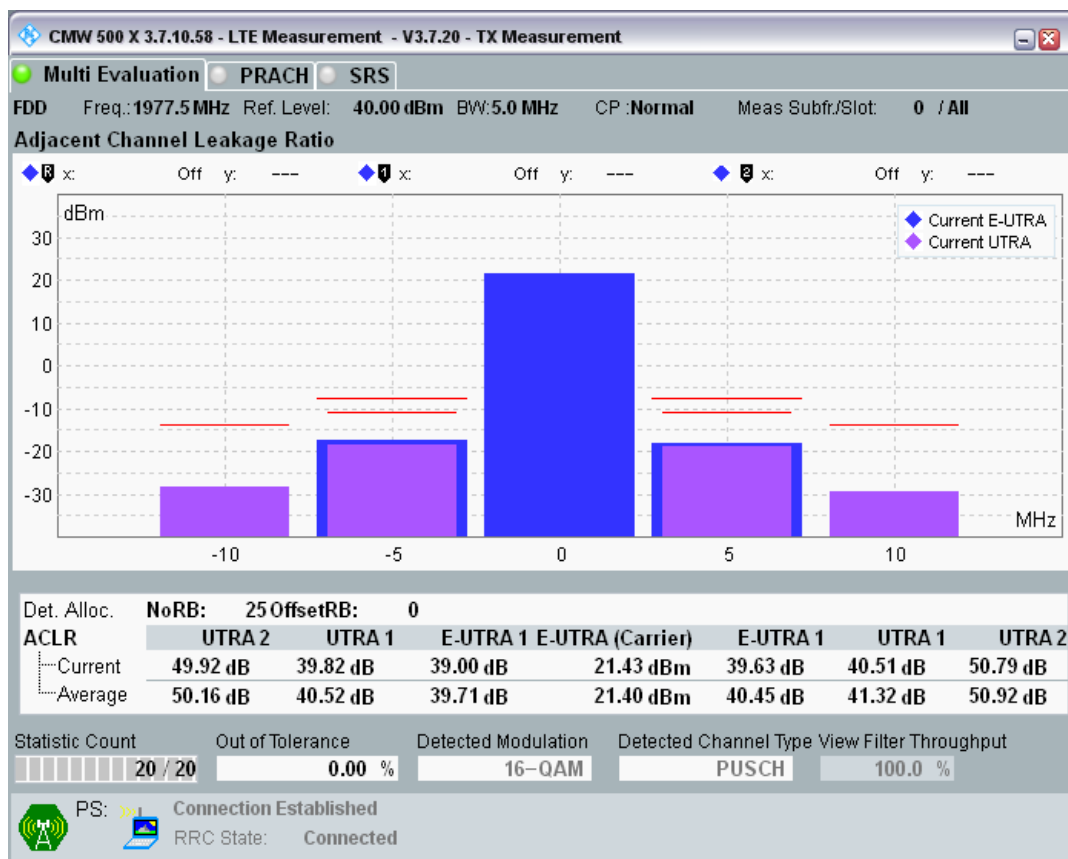 CMW 500 X 3.7.10.58 - LTE Measurement - V3.7.20 - TX Measurement
Multi Evaluation PRACH SRS
FDD Freq.: 1977.5 MHz Ref. Level: 40.00 dBm BW: 5.0 MHz CP : Normal Meas Subfr./Slot: 0 / All
Adjacent Channel Leakage Ratio
R x: Off y: --- 1 x: Off y: --- 2 x: Off y: ---
dBm
Current E-UTRA
Current UTRA
30
20
10
0
-10
-20
-30
MHz
-10 -5 0 5 10
Det. Alloc. NoRB: 25 OffsetRB: 0
ACLR UTRA 2 UTRA 1 E-UTRA 1 E-UTRA (Carrier) E-UTRA 1 UTRA 1 UTRA 2
Current 49.92 dB 39.82 dB 39.00 dB 21.43 dBm 39.63 dB 40.51 dB 50.79 dB
Average 50.16 dB 40.52 dB 39.71 dB 21.40 dBm 40.45 dB 41.32 dB 50.92 dB
Statistic Count Out of Tolerance Detected Modulation Detected Channel Type View Filter Throughput
20 / 20 0.00 % 16-QAM PUSCH 100.0 %
PS: Connection Established
RRC State: Connected